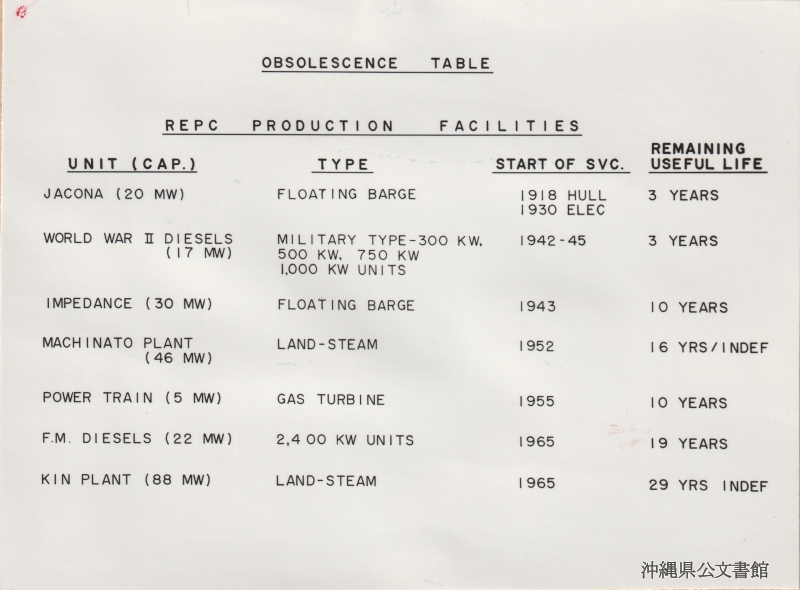 OBSOLESCENCE TABLE
REPC PRODUCTION FACILITIES
UNIT (CAP.) TYPE START OF SVC. REMAINING USEFUL LIFE
JACONA (20 MW) FLOATING BARGE 1918 HULL 3 YEARS
1930 ELEC
WORLD WAR II DIESELS MILITARY TYPE-300 KW, 1942-45 3 YEARS
(17 MW) 500 KW, 750 KW
1,000 KW UNITS
IMPEDANCE (30 MW) FLOATING BARGE 1943 10 YEARS
MACHINATO PLANT LAND-STEAM 1952 16 YRS/INDEF
(46 MW)
POWER TRAIN (5 MW) GAS TURBINE 1955 10 YEARS
F.M. DIESELS (22 MW) 2,400 KW UNITS 1965 19 YEARS
KIN PLANT (88 MW) LAND-STEAM 1965 29 YRS INDEF
沖縄県公文書館